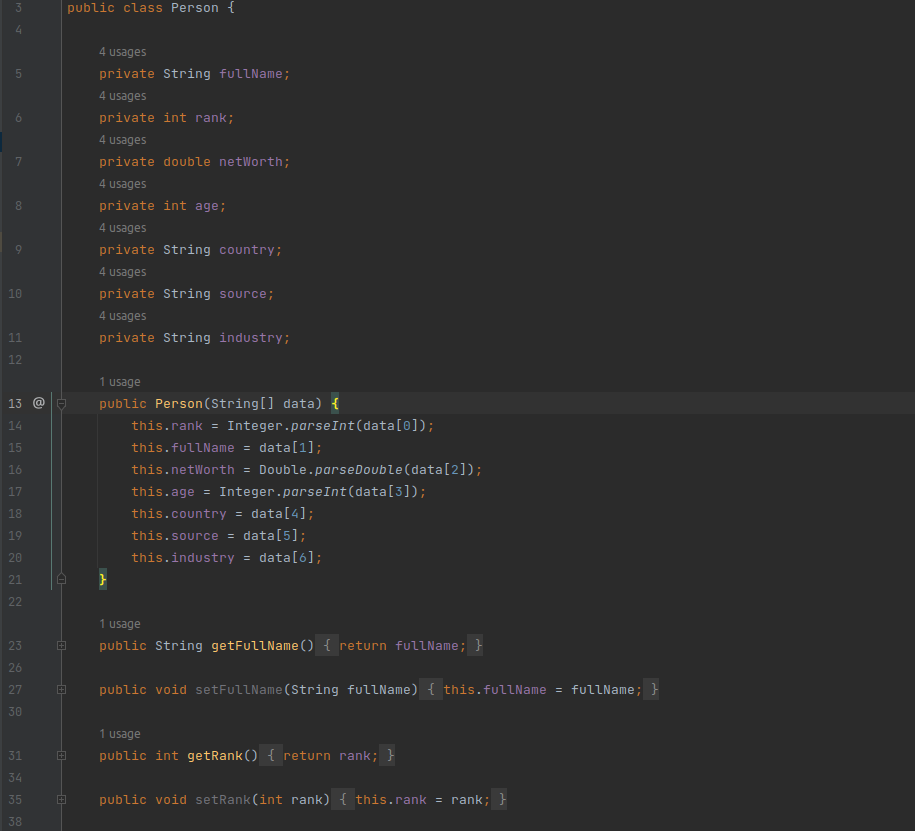 3 public class Person {
4
4 usages
5 private String fullName;
4 usages
6 private int rank;
4 usages
7 private double netWorth;
4 usages
8 private int age;
4 usages
9 private String country;
4 usages
10 private String source;
4 usages
11 private String industry;
12
1 usage
13 @ public Person(String[] data) {
14 this.rank = Integer.parseInt(data[0]);
15 this.fullName = data[1];
16 this.netWorth = Double.parseDouble(data[2]);
17 this.age = Integer.parseInt(data[3]);
18 this.country = data[4];
19 this.source = data[5];
20 this.industry = data[6];
21 }
22
1 usage
23 public String getFullName() { return fullName; }
26
27 public void setFullName(String fullName) { this.fullName = fullName; }
30
1 usage
31 public int getRank() { return rank; }
34
35 public void setRank(int rank) { this.rank = rank; }
38